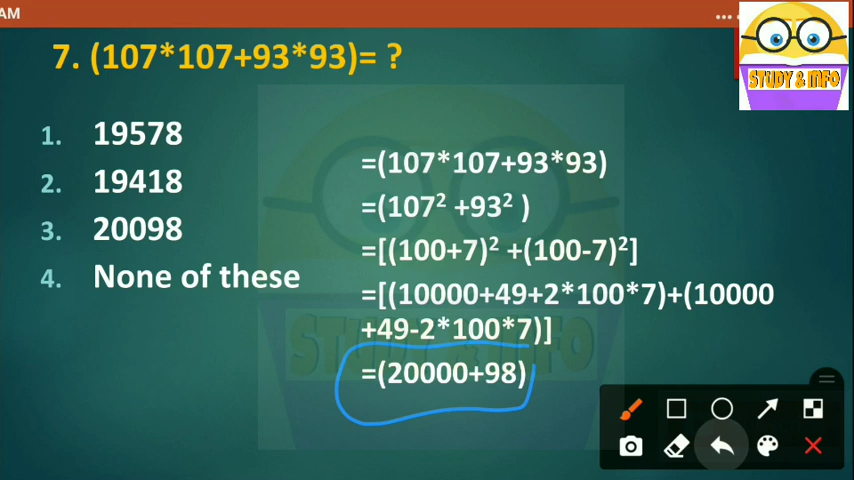 AM
7. (107*107+93*93)= ?
STUDY & INFO
1. 19578
2. 19418
3. 20098
4. None of these
=(107*107+93*93)
=(107² +93² )
=[(100+7)² +(100-7)²]
=[(10000+49+2*100*7)+(10000
+49-2*100*7)]
=(20000+98)
STUDY & INFO